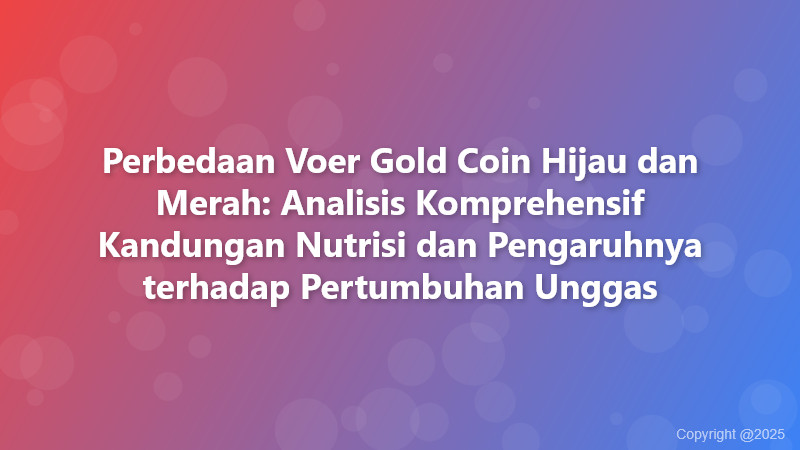 Perbedaan Voer Gold Coin Hijau dan
Merah: Analisis Komprehensif
Kandungan Nutrisi dan Pengaruhnya
terhadap Pertumbuhan Unggas
Copyright @2025